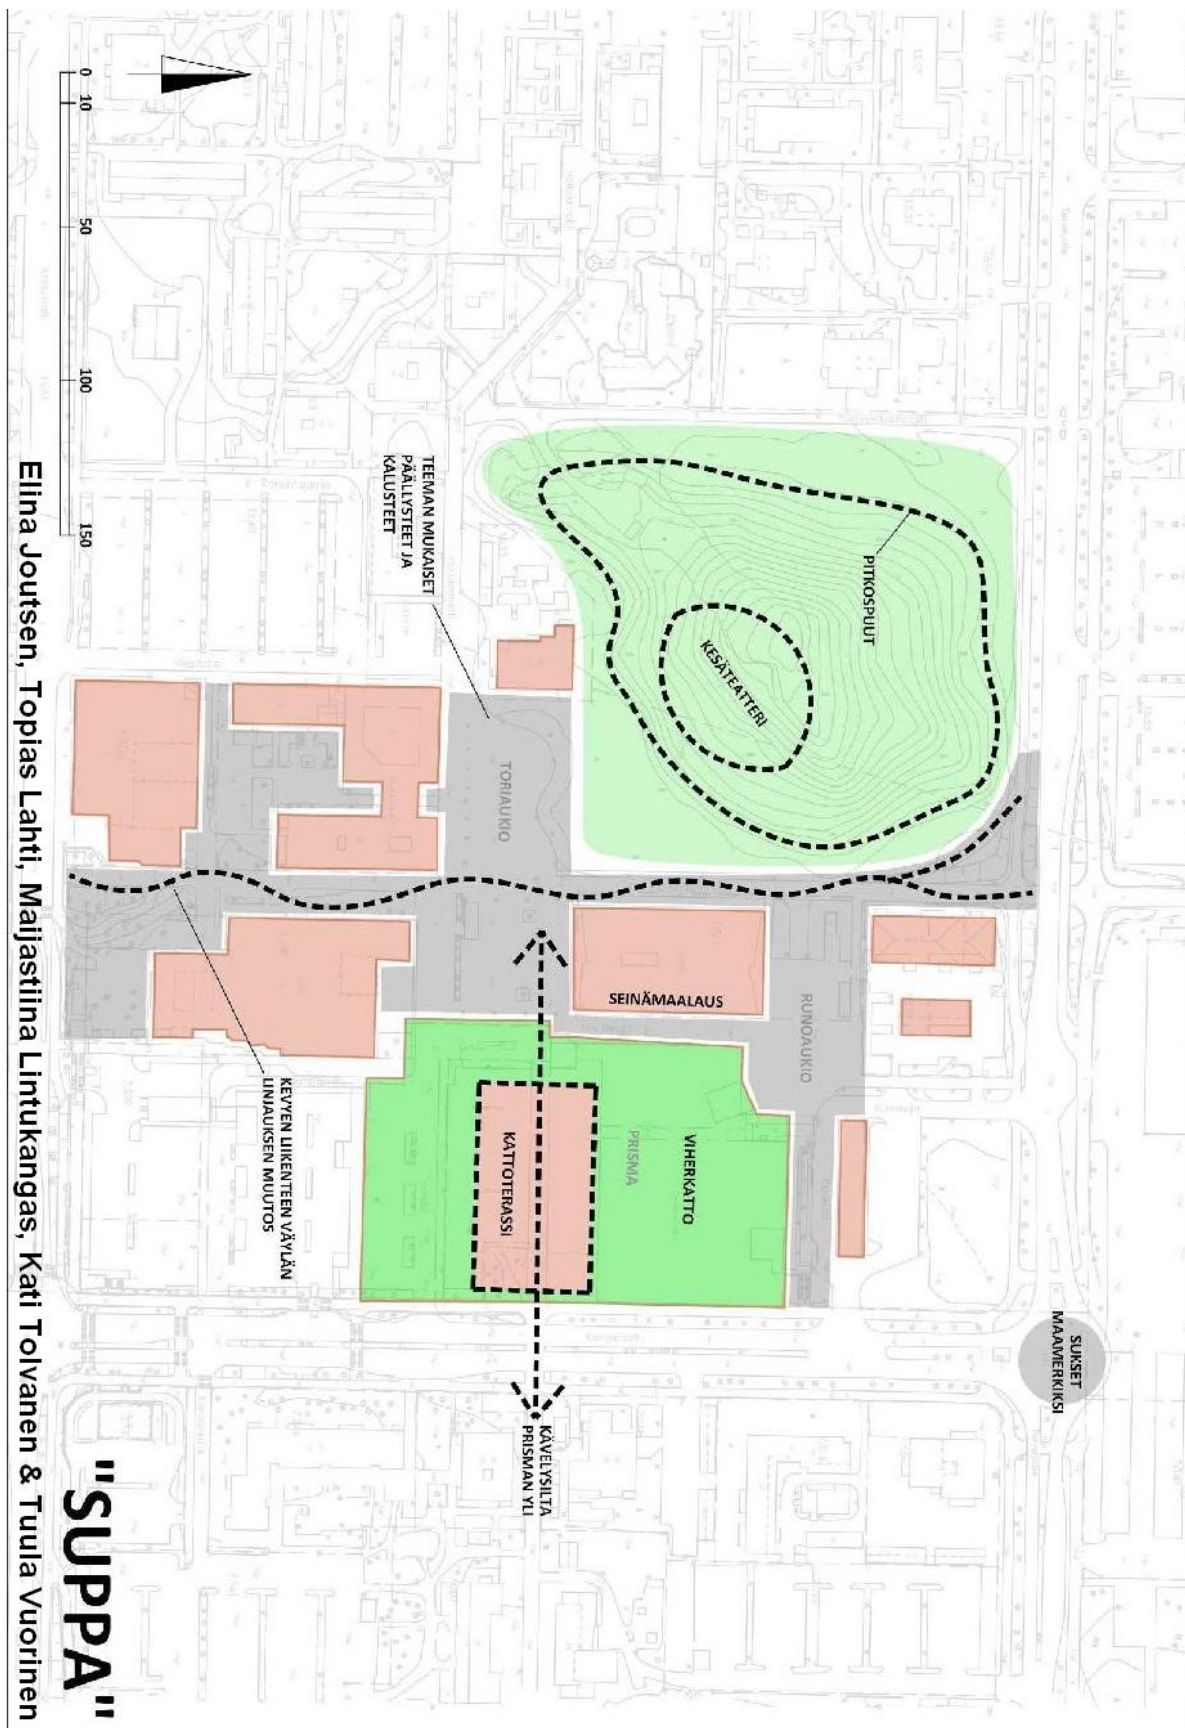 SUKSET
MAAMERKIKSI
PITKOSPUUT
RUNOAUKIO
KESÄTEATTERI
SEINÄMAALAUS
VIHERKATTO
PRISMA
KÄVELYSILTA
PRISMAN YLI
TORIAUKIO
KATTOTERASSI
TEEMAN MUKAISET
PÄÄLLYSTEET JA
KALUSTEET
KEVYEN LIIKENTEEN VÄYLÄN
LINJAUKSEN MUUTOS
0 10 50 100 150
"SUPPA"
Elina Joutsen, Topias Lahti, Maijastiina Lintukangas, Kati Tolvanen & Tuula Vuorinen